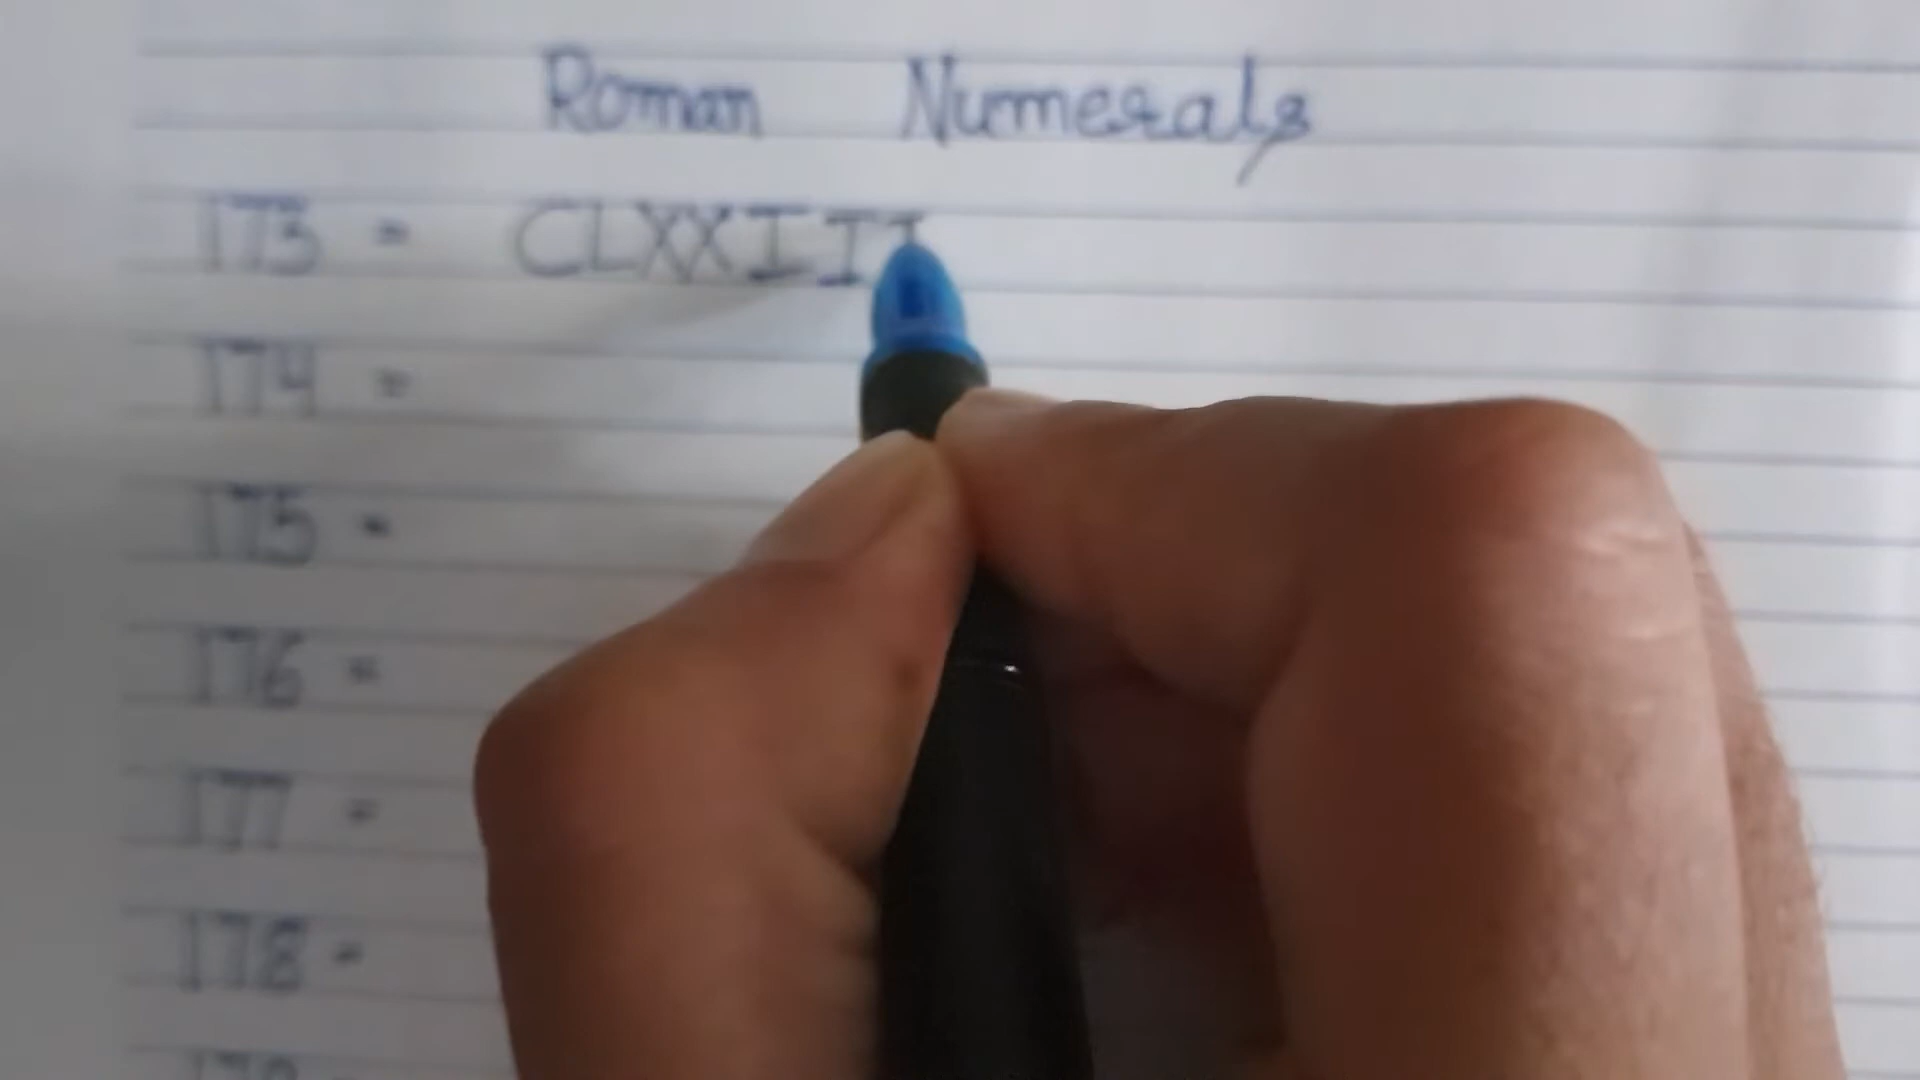 Roman Numerals
173 = CLXXIII
174 =
175 =
176 =
177 =
178 =